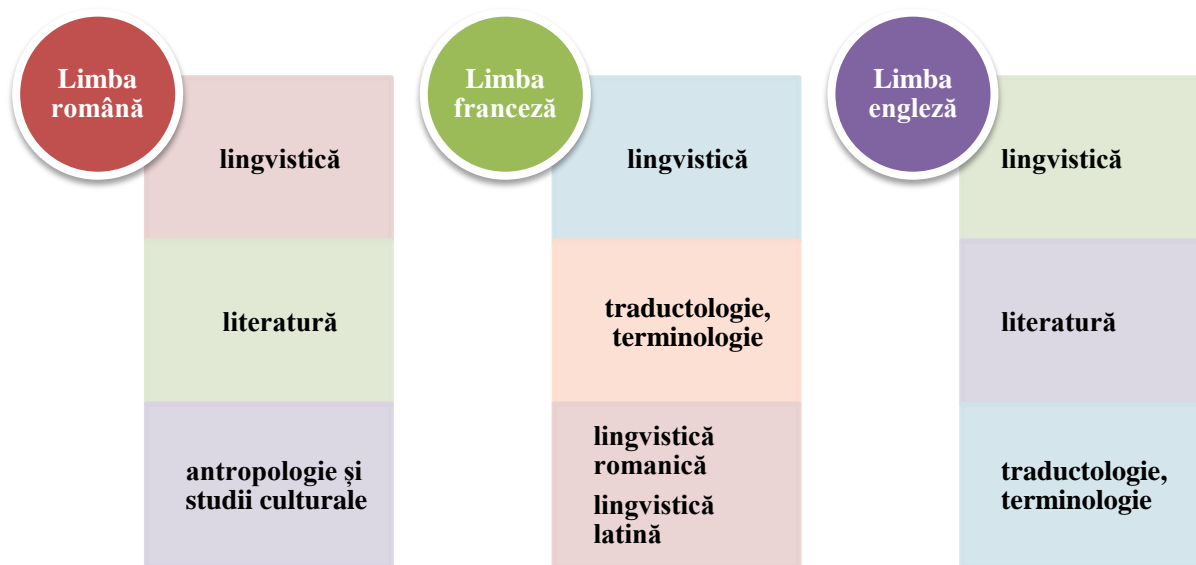 Limba
română
lingvistică
literatură
antropologie și
studii culturale
Limba
franceză
lingvistică
traductologie,
terminologie
lingvistică
romanică
lingvistică
latină
Limba
engleză
lingvistică
literatură
traductologie,
terminologie